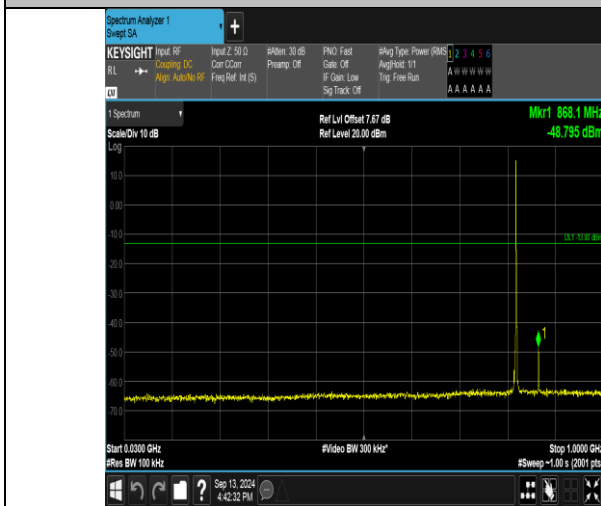 Spectrum Analyzer 1
Swept SA
+
KEYSIGHT Input: RF Input Z: 50 Ω #Atten: 30 dB PNO: Fast #Avg Type: Power (RMS 1 2 3 4 5 6
RL Coupling: DC Corr CCorr Preamp: Off Gate: Off Avg|Hold: 1/1 A W W W W W
Align: Auto/No RF Freq Ref: Int (S) IF Gain: Low Trig: Free Run
Sig Track: Off A A A A A A
LXI
1 Spectrum Ref Lvl Offset 7.67 dB Mkr1 868.1 MHz
Scale/Div 10 dB Ref Level 20.00 dBm -48.795 dBm
Log
10.0
0.00
-10.0
DL1 -13.00 dBm
-20.0
-30.0
-40.0
1
-50.0
-60.0
-70.0
Start 0.0300 GHz #Video BW 300 kHz* Stop 1.0000 GHz
#Res BW 100 kHz #Sweep ~1.00 s (2001 pts
? Sep 13, 2024
4:42:32 PM